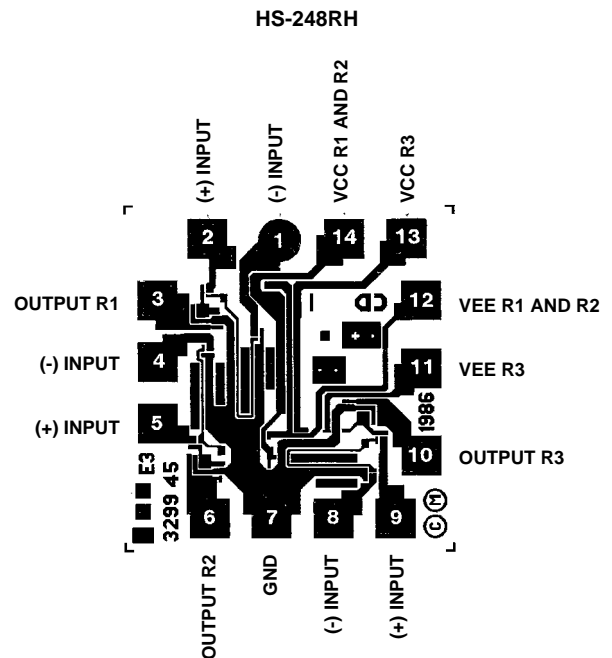 HS-248RH
(+) INPUT
(-) INPUT
VCC R1 AND R2
VCC R3
2
1
14
13
OUTPUT R1
3
12
VEE R1 AND R2
(-) INPUT
4
11
VEE R3
(+) INPUT
5
1986
10
OUTPUT R3
E3
3299 45
6
7
8
9
C M
OUTPUT R2
GND
(-) INPUT
(+) INPUT